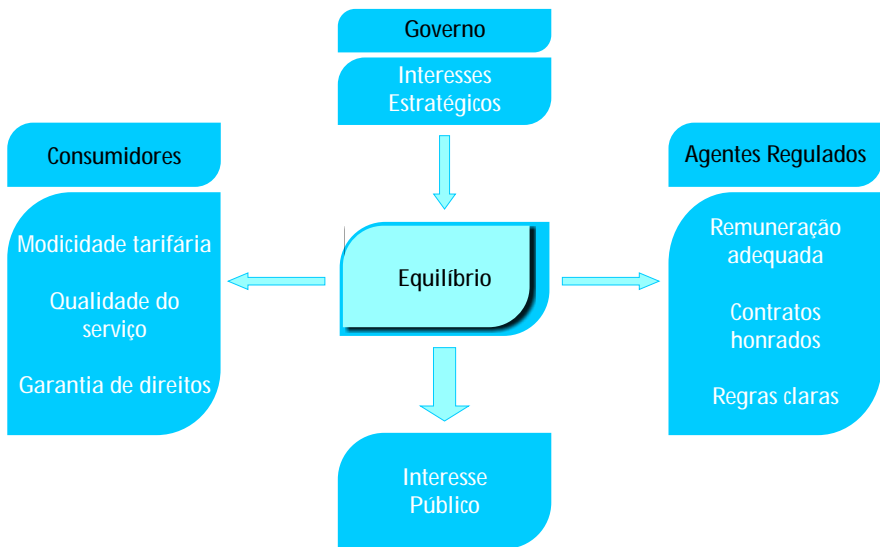 Governo
Interesses
Estratégicos
Consumidores
Modicidade tarifária
Qualidade do
serviço
Garantia de direitos
Equilíbrio
Agentes Regulados
Remuneração
adequada
Contratos
honrados
Regras claras
Interesse
Público